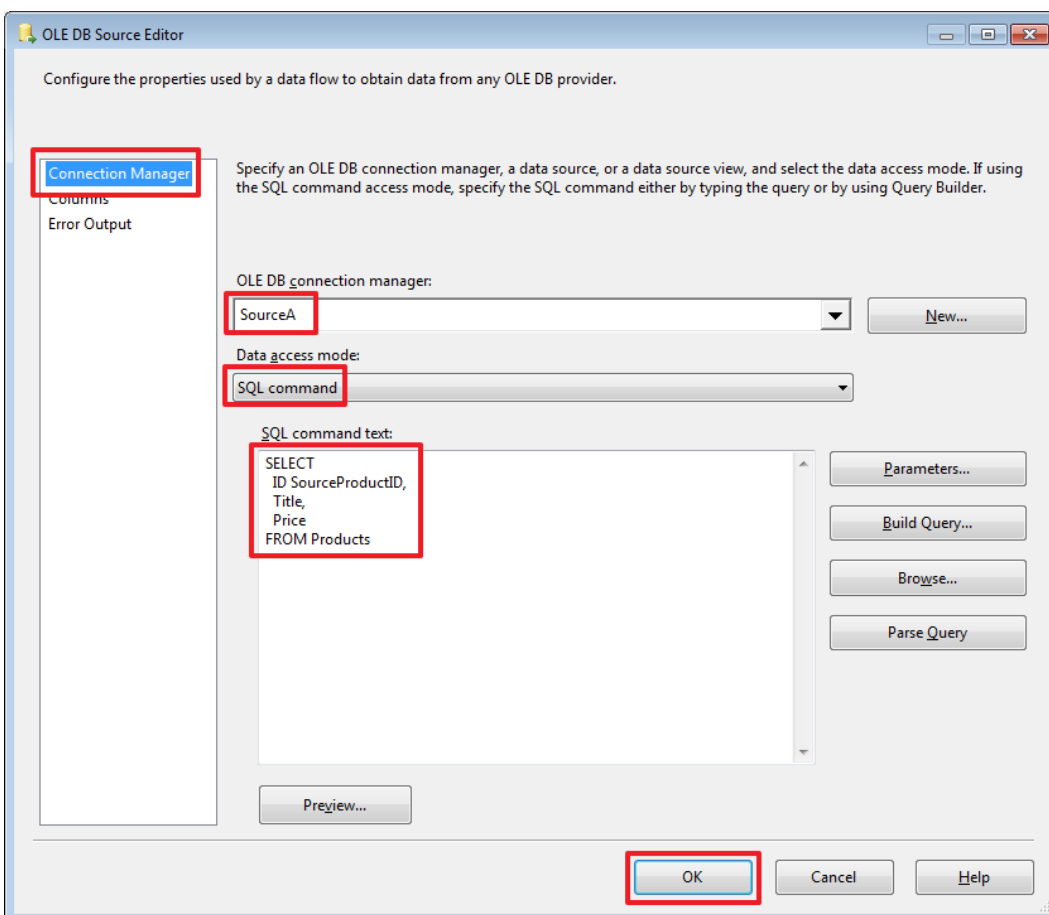 OLE DB Source Editor
Configure the properties used by a data flow to obtain data from any OLE DB provider.
Connection Manager
Columns
Error Output
Specify an OLE DB connection manager, a data source, or a data source view, and select the data access mode. If using
the SQL command access mode, specify the SQL command either by typing the query or by using Query Builder.
OLE DB connection manager:
SourceA
New...
Data access mode:
SQL command
SQL command text:
SELECT
ID SourceProductID,
Title,
Price
FROM Products
Parameters...
Build Query...
Browse...
Parse Query
Preview...
OK
Cancel
Help